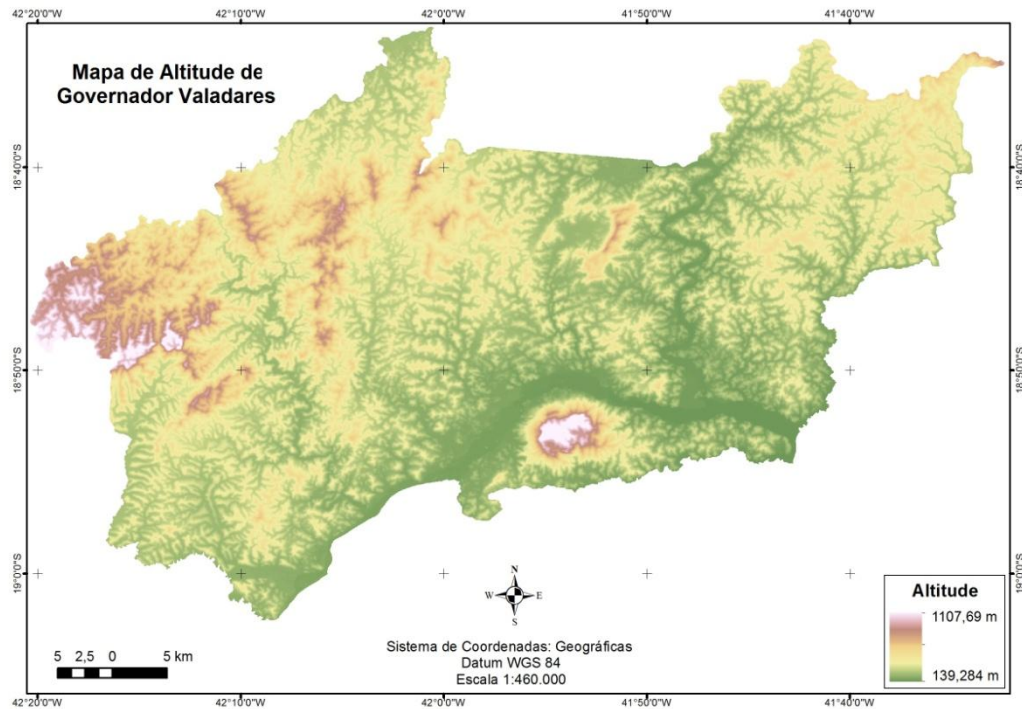 42°20'0"W 42°10'0"W 42°0'0"W 41°50'0"W 41°40'0"W
Mapa de Altitude de
Governador Valadares
18°40'0"S 18°40'0"S
18°50'0"S 18°50'0"S
19°0'0"S 19°0'0"S
N
W E
S
Altitude
1107,69 m
139,284 m
Sistema de Coordenadas: Geográficas
Datum WGS 84
Escala 1:460.000
5 2,5 0 5 km
42°20'0"W 42°10'0"W 42°0'0"W 41°50'0"W 41°40'0"W